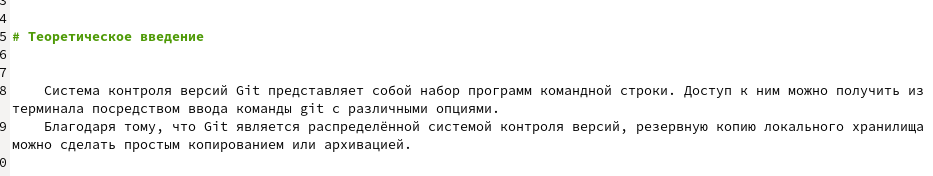 3
4
5 # Теоретическое введение
6
7
8 Система контроля версий Git представляет собой набор программ командной строки. Доступ к ним можно получить из
терминала посредством ввода команды git с различными опциями.
9 Благодаря тому, что Git является распределённой системой контроля версий, резервную копию локального хранилища
можно сделать простым копированием или архивацией.
0